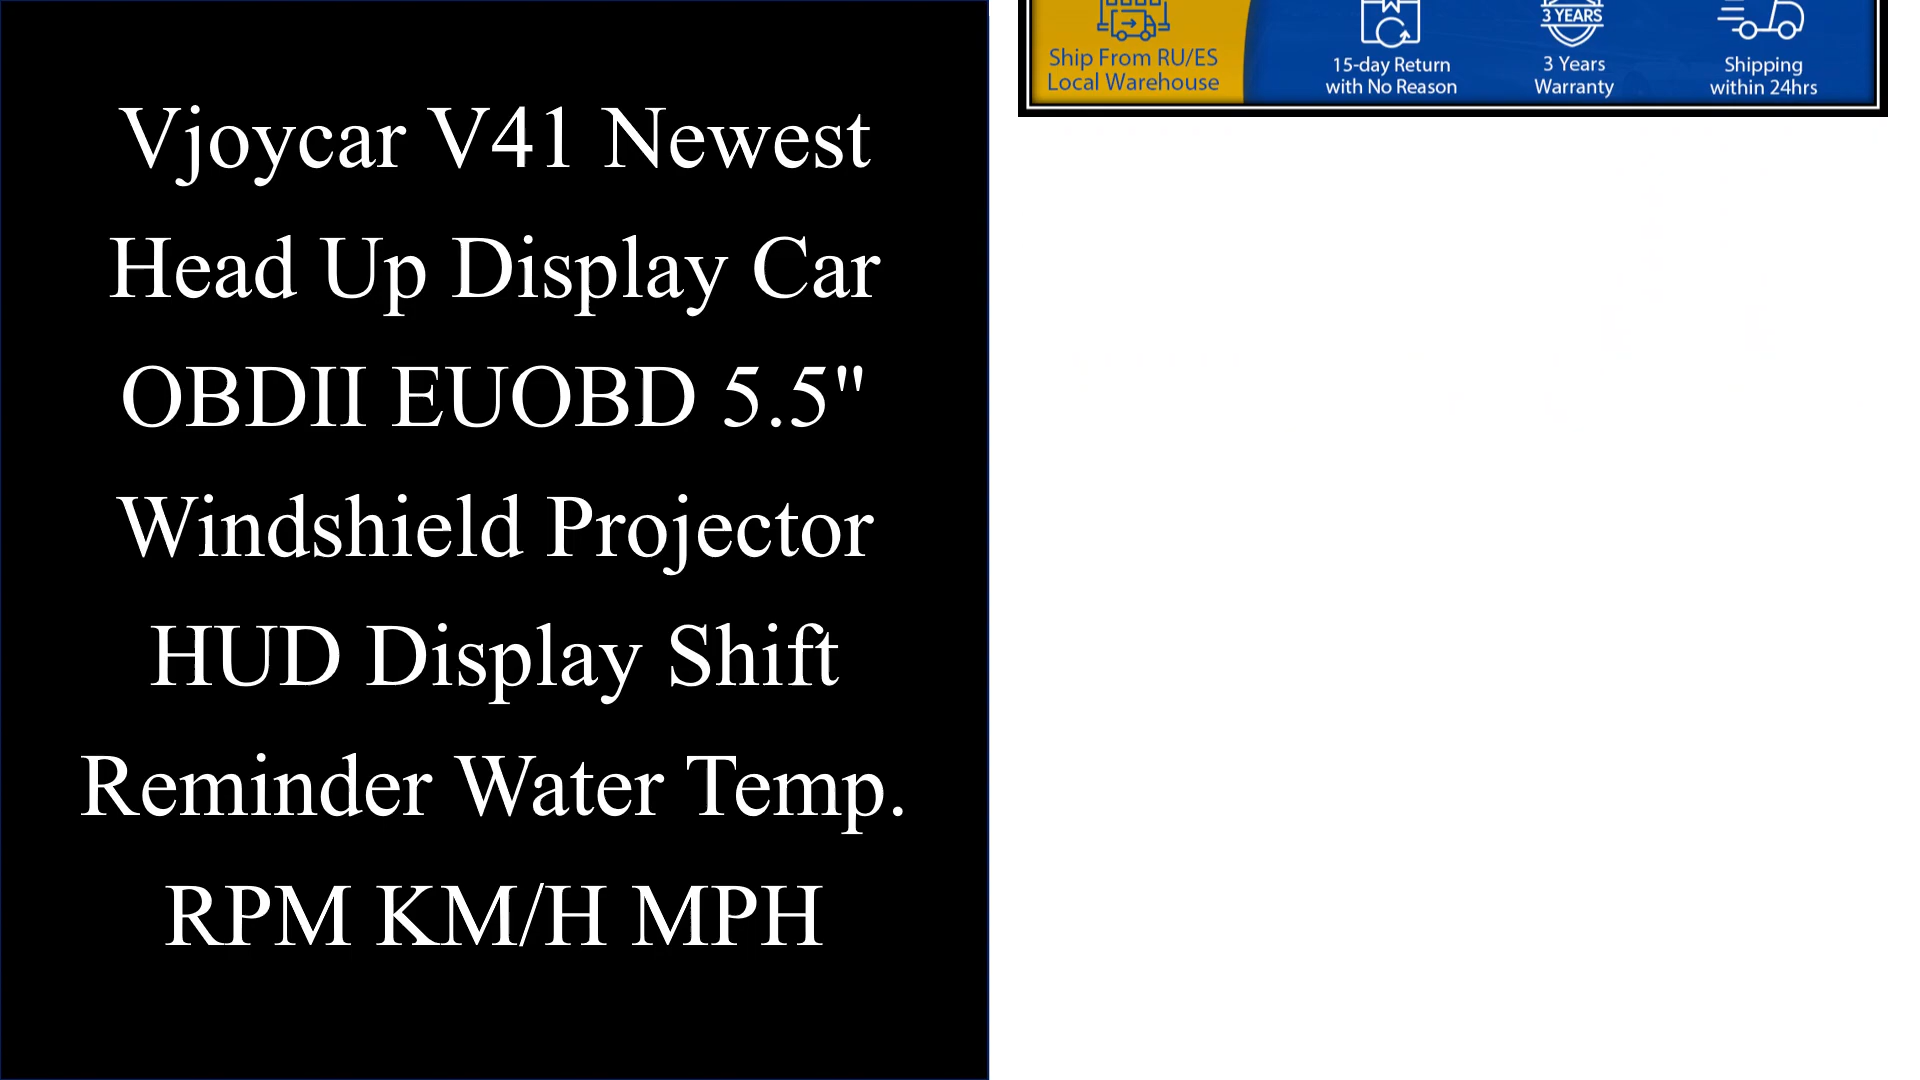 Vjoycar V41 Newest
Head Up Display Car
OBDII EUOBD 5.5"
Windshield Projector
HUD Display Shift
Reminder Water Temp.
RPM KM/H MPH
Ship From RU/ES
Local Warehouse
15-day Return
with No Reason
3 YEARS
3 Years
Warranty
Shipping
within 24hrs